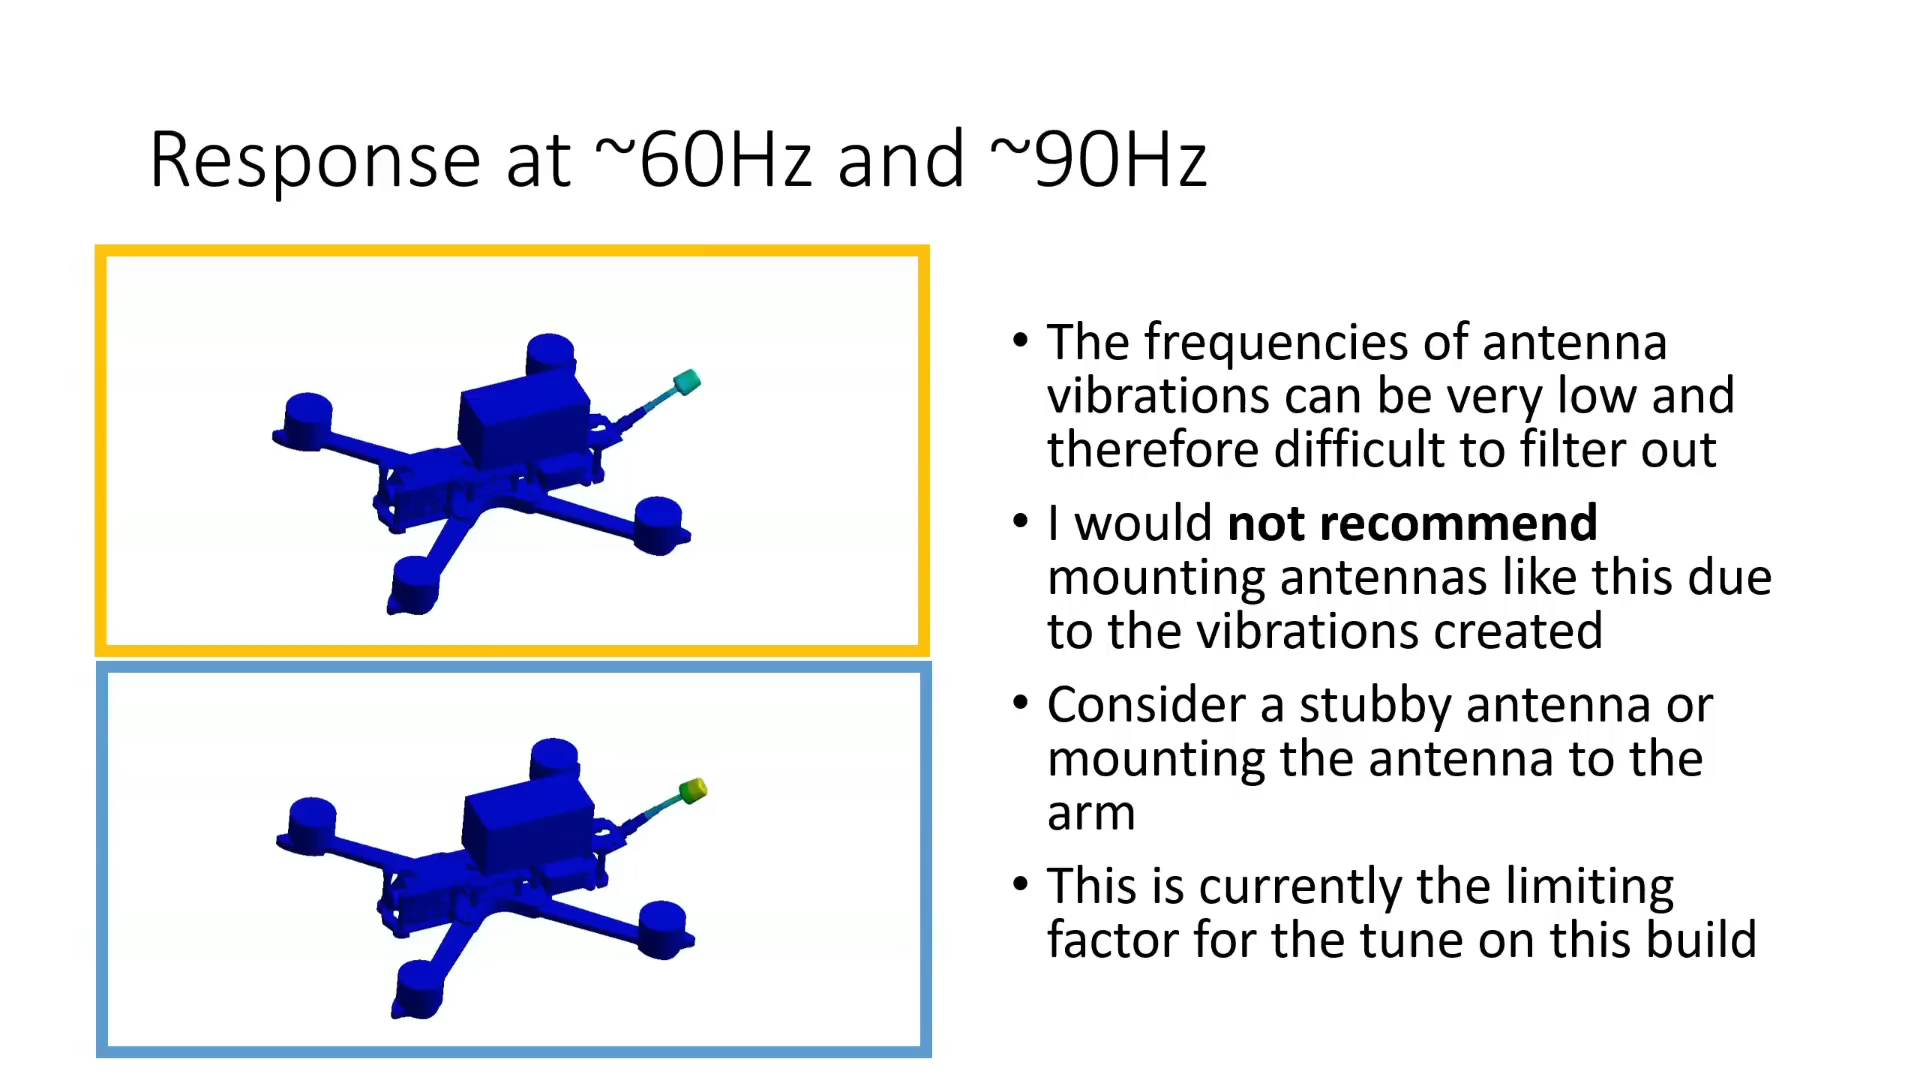 Response at ~60Hz and ~90Hz
• The frequencies of antenna
vibrations can be very low and
therefore difficult to filter out
• I would not recommend
mounting antennas like this due
to the vibrations created
• Consider a stubby antenna or
mounting the antenna to the
arm
• This is currently the limiting
factor for the tune on this build